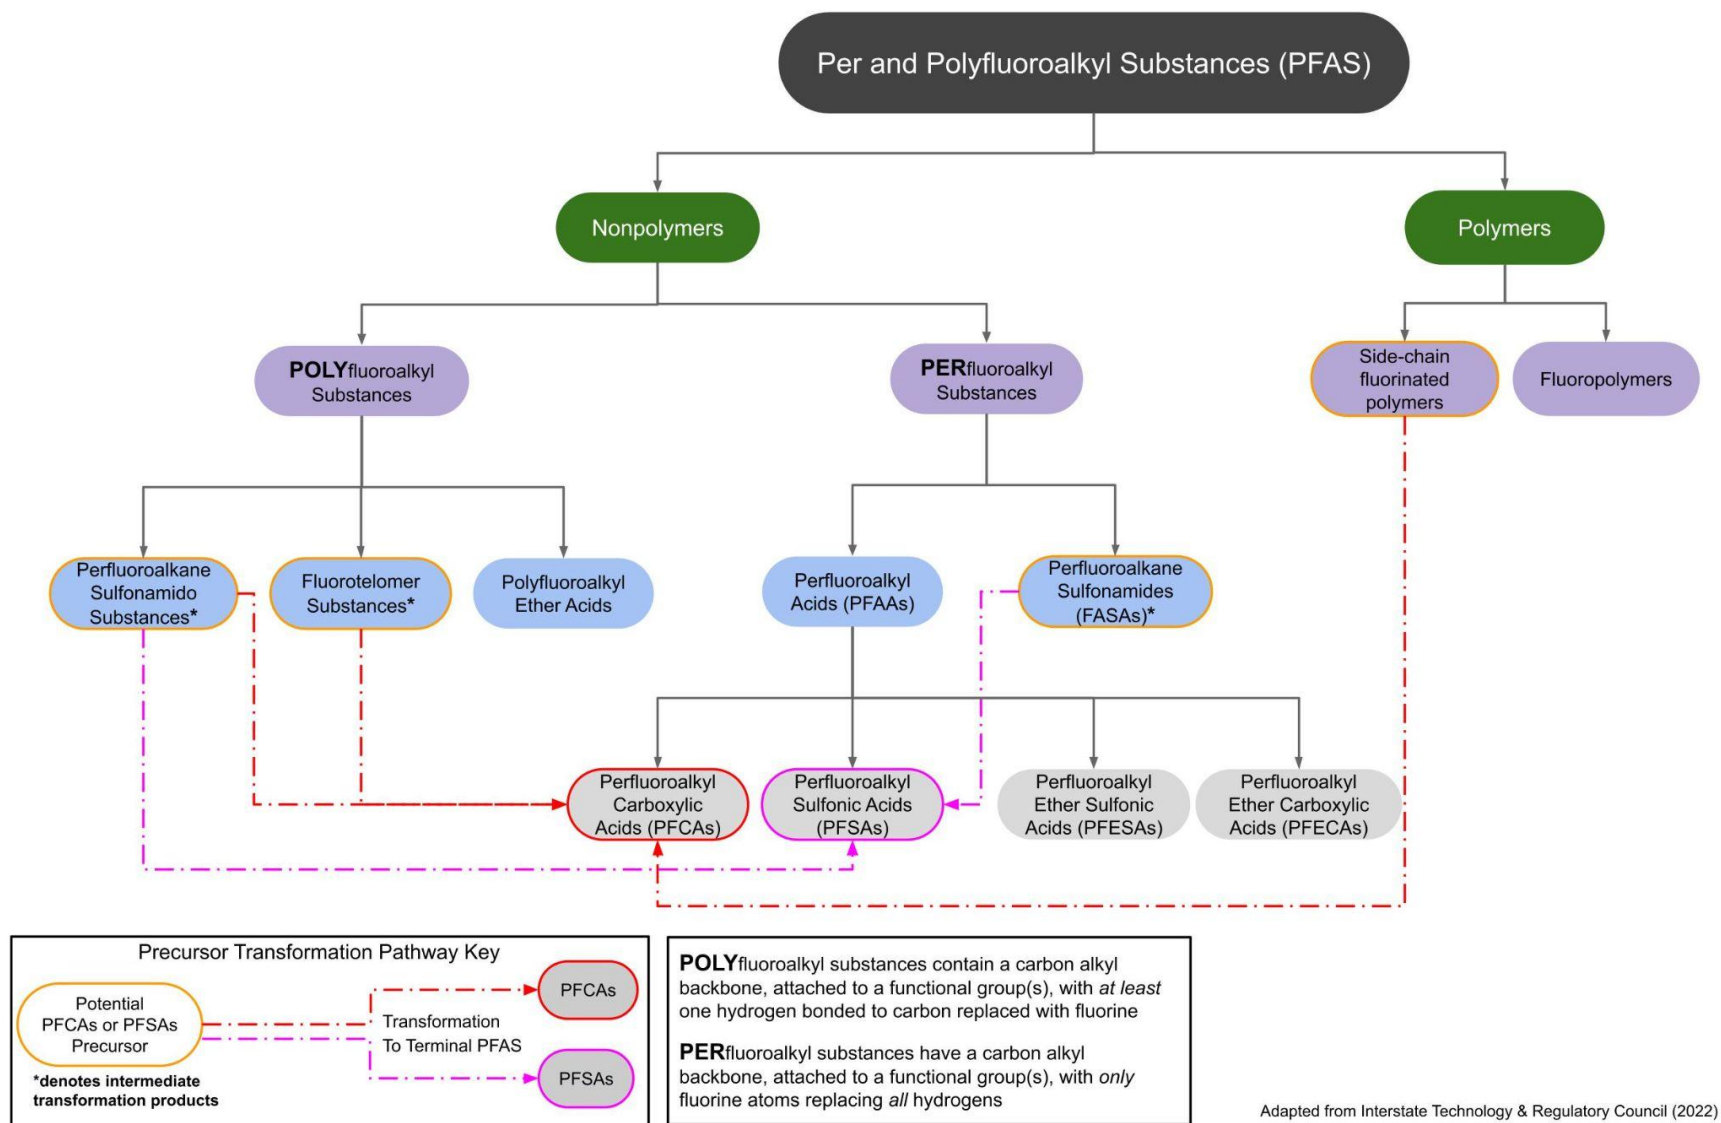 Per and Polyfluoroalkyl Substances (PFAS)
Nonpolymers
Polymers
POLYfluoroalkyl
Substances
PERfluoroalkyl
Substances
Side-chain
fluorinated
polymers
Fluoropolymers
Perfluoroalkane
Sulfonamido
Substances*
Fluorotelomer
Substances*
Polyfluoroalkyl
Ether Acids
Perfluoroalkyl
Acids (PFAAs)
Perfluoroalkane
Sulfonamides
(FASAs)*
Perfluoroalkyl
Carboxylic
Acids (PFCAs)
Perfluoroalkyl
Sulfonic Acids
(PFSAs)
Perfluoroalkyl
Ether Sulfonic
Acids (PFESAs)
Perfluoroalkyl
Ether Carboxylic
Acids (PFECAs)
Precursor Transformation Pathway Key
Potential
PFCAs or PFSAs
Precursor
*denotes intermediate
transformation products
Transformation
To Terminal PFAS
PFCAs
PFSAs
POLYfluoroalkyl substances contain a carbon alkyl
backbone, attached to a functional group(s), with at least
one hydrogen bonded to carbon replaced with fluorine
PERfluoroalkyl substances have a carbon alkyl
backbone, attached to a functional group(s), with only
fluorine atoms replacing all hydrogens
Adapted from Interstate Technology & Regulatory Council (2022)